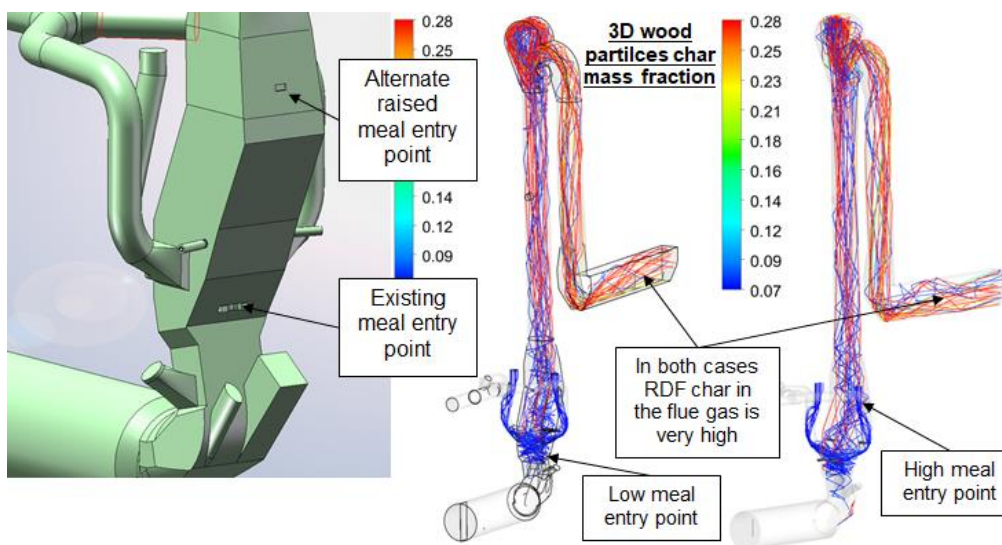 0.28
0.25
Alternate
raised
meal entry
point
0.14
0.12
0.09
Existing
meal entry
point
0.28
0.25
0.23
0.21
0.18
0.16
0.14
0.12
0.09
0.07
3D wood
partilces char
mass fraction
In both cases
RDF char in
the flue gas is
very high
Low meal
entry point
High meal
entry point